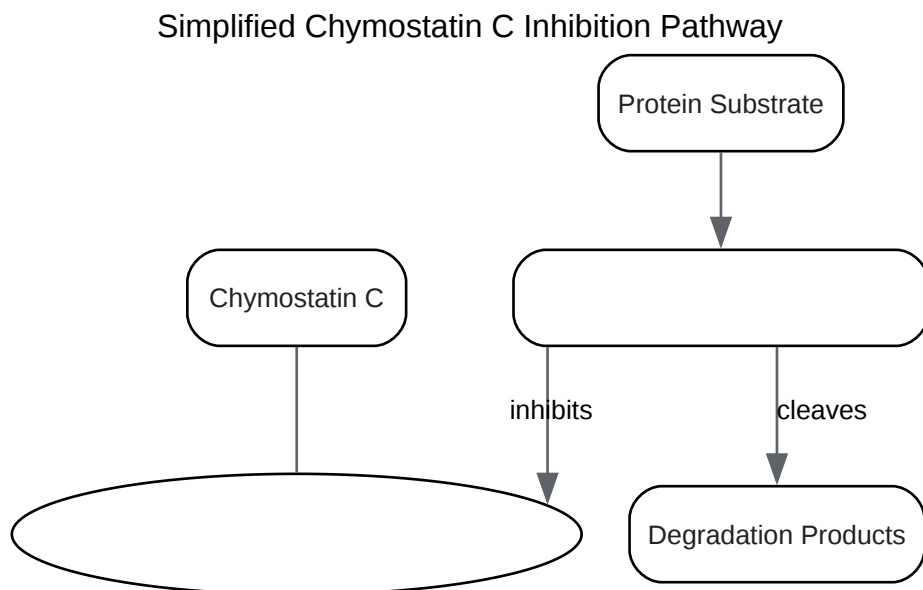 Simplified Chymostatin C Inhibition Pathway
Protein Substrate
Chymostatin C
inhibits
cleaves
Degradation Products